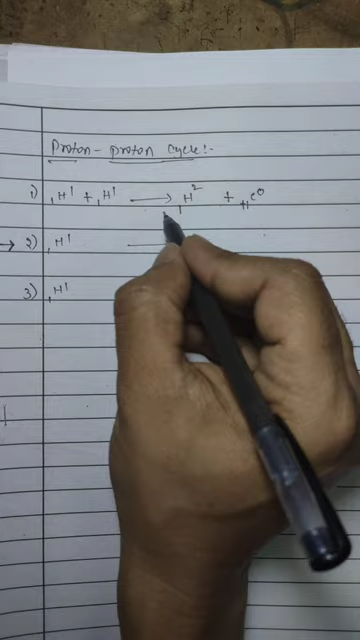 Proton - Proton Cycle:-
1) ₁H¹ + ₁H¹ ⟶ ₁H² + ₊₁e⁰
→ 2) ₁H¹ —
3) ₁H¹